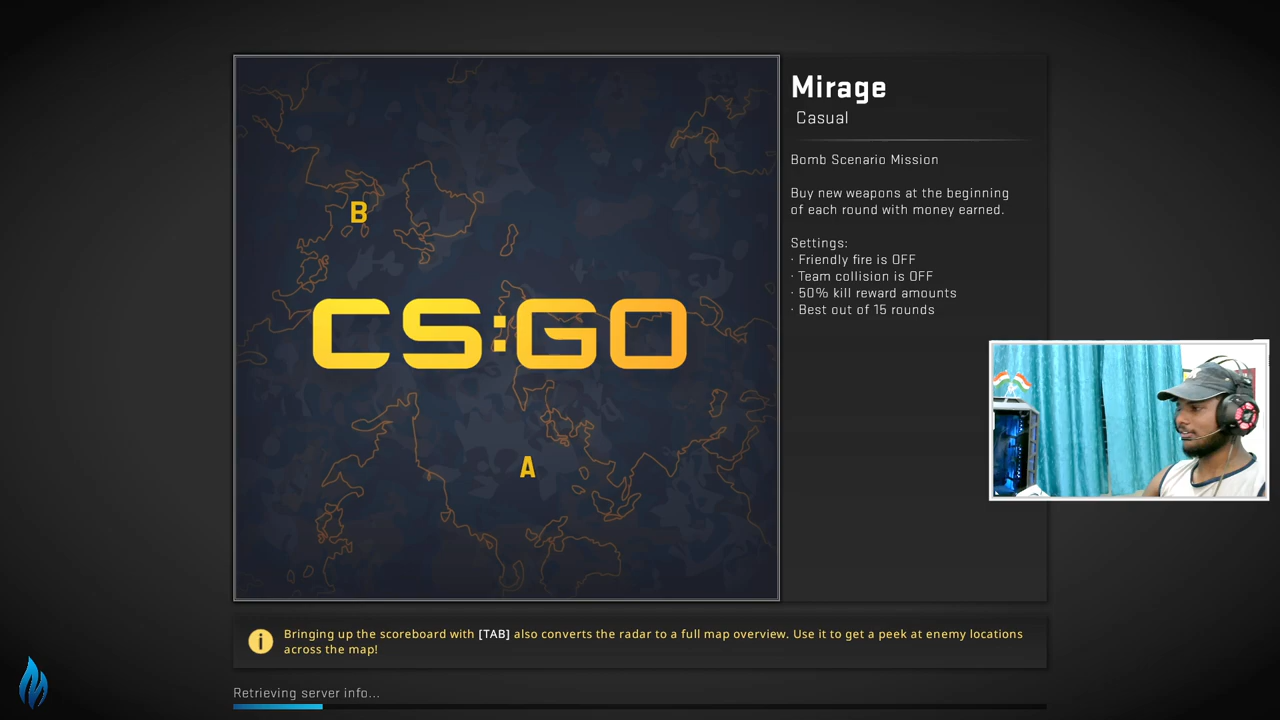 Mirage
Casual
Bomb Scenario Mission
Buy new weapons at the beginning
of each round with money earned.
Settings:
· Friendly fire is OFF
· Team collision is OFF
· 50% kill reward amounts
· Best out of 15 rounds
B
CS:GO
A
Bringing up the scoreboard with [TAB] also converts the radar to a full map overview. Use it to get a peek at enemy locations
across the map!
Retrieving server info...